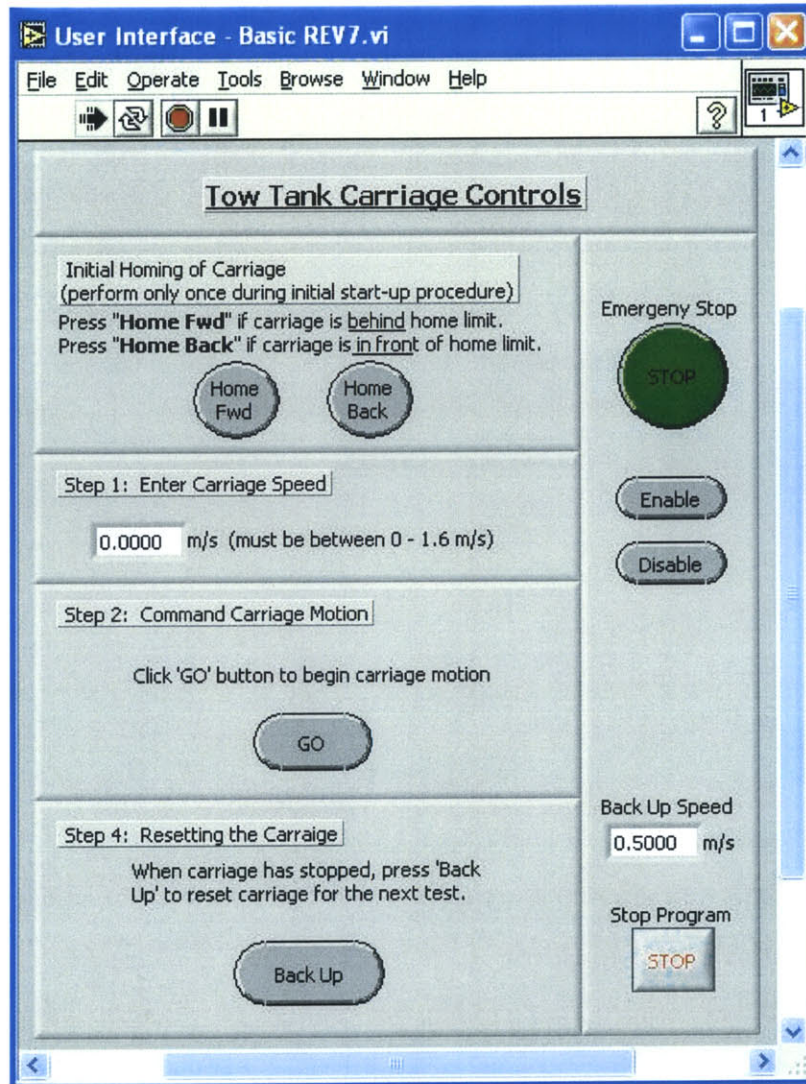 User Interface - Basic REV7.vi
File Edit Operate Tools Browse Window Help
?
1
Tow Tank Carriage Controls
Initial Homing of Carriage
(perform only once during initial start-up procedure)
Press "Home Fwd" if carriage is behind home limit.
Press "Home Back" if carriage is in front of home limit.
Home
Fwd
Home
Back
Emergeny Stop
STOP
Enable
Disable
Step 1: Enter Carriage Speed
0.0000 m/s (must be between 0 - 1.6 m/s)
Step 2: Command Carriage Motion
Click 'GO' button to begin carriage motion
GO
Step 4: Resetting the Carraige
When carriage has stopped, press 'Back
Up' to reset carriage for the next test.
Back Up
Back Up Speed
0.5000 m/s
Stop Program
STOP